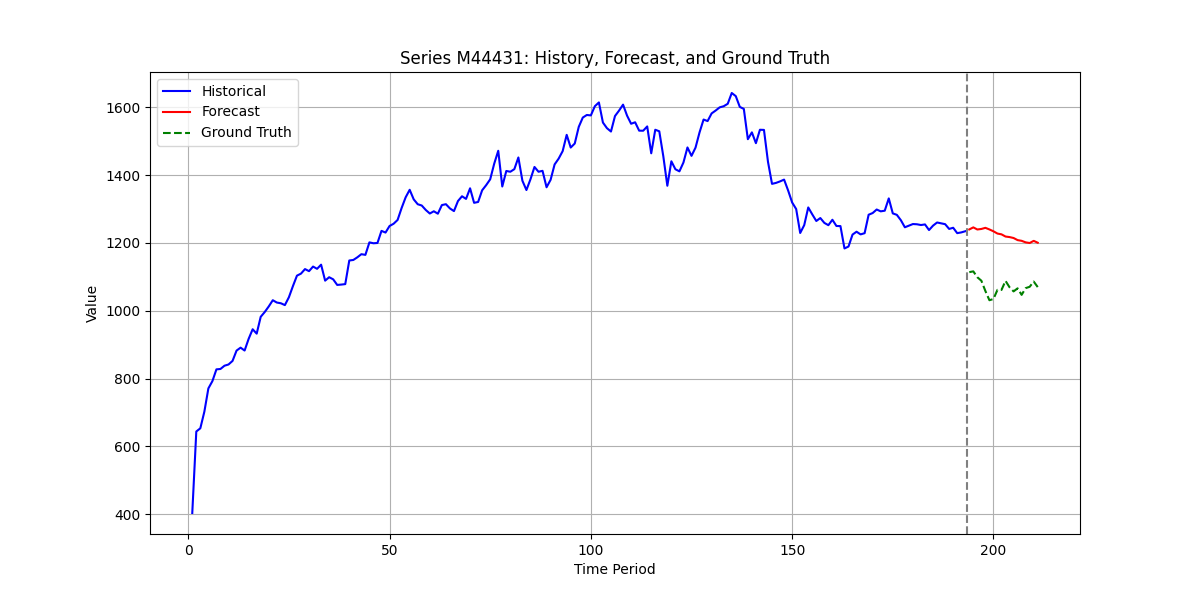 Series M44431: History, Forecast, and Ground Truth
Historical
Forecast
Ground Truth
1600
1400
1200
1000
800
600
400
Value
0
50
100
150
200
Time Period